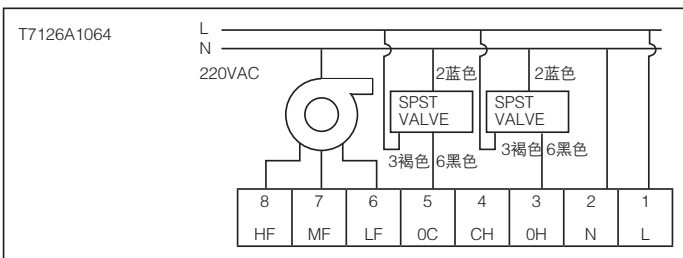 T7126A1064
L
N
220VAC
2蓝色 2蓝色
SPST VALVE
SPST VALVE
3褐色 6黑色 3褐色 6黑色
8 7 6 5 4 3 2 1
HF MF LF 0C CH 0H N L